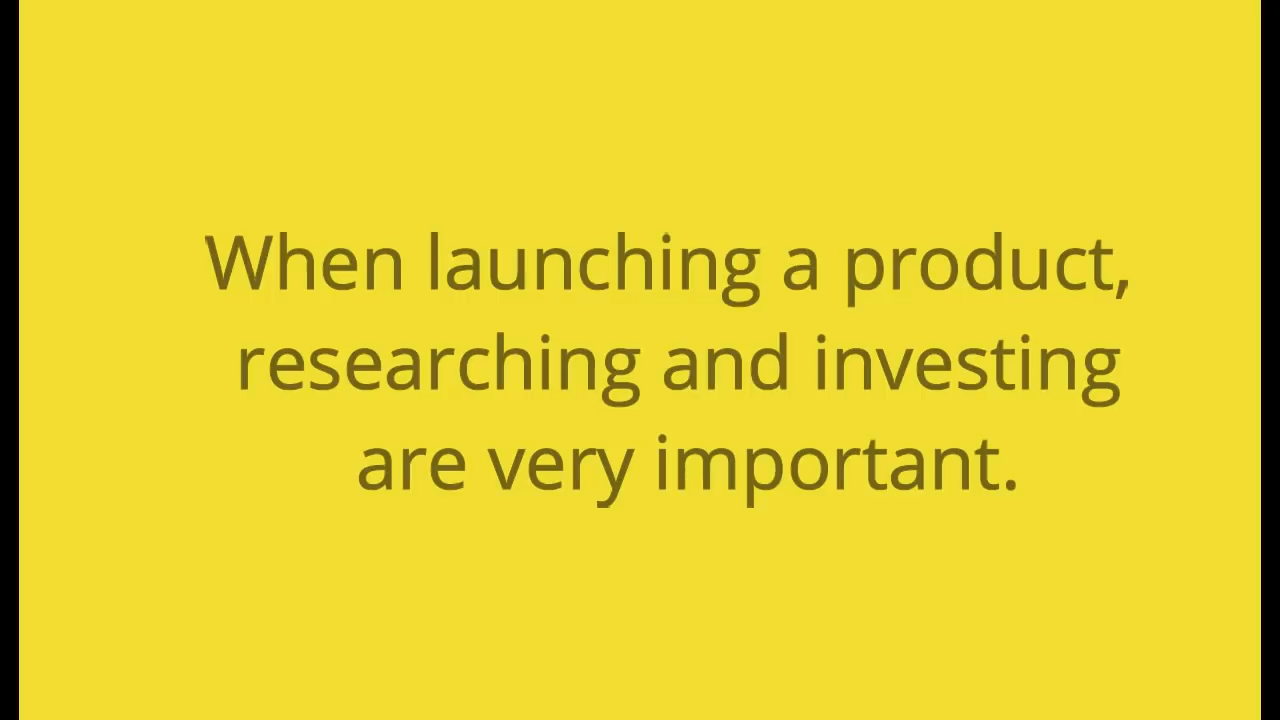 When launching a product,
researching and investing
are very important.